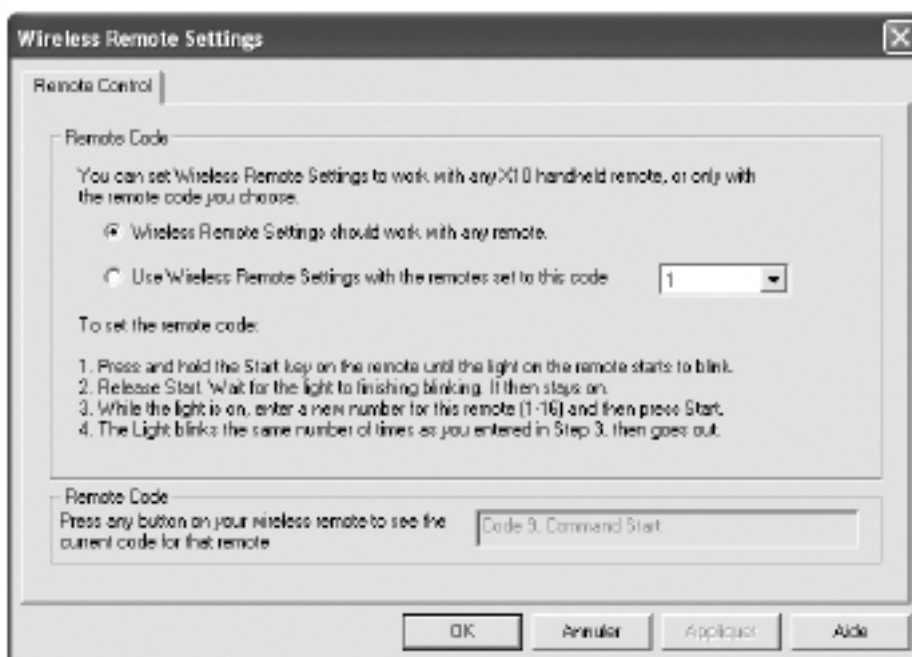 Wireless Remote Settings
Remote Control
Remote Code
You can set Wireless Remote Settings to work with any X10 handheld remote, or only with
the remote code you choose.
Wireless Remote Settings should work with any remote.
Use Wireless Remote Settings with the remotes set to this code
1
To set the remote code:
1. Press and hold the Start key on the remote until the light on the remote starts to blink.
2. Release Start. Wait for the light to finishing blinking. It then stays on.
3. While the light is on, enter a new number for this remote (1-16) and then press Start.
4. The Light blinks the same number of times as you entered in Step 3, then goes out.
Remote Code
Press any button on your wireless remote to see the
current code for that remote
Code 9, Command Start
OK
Annuler
Appliquer
Aide